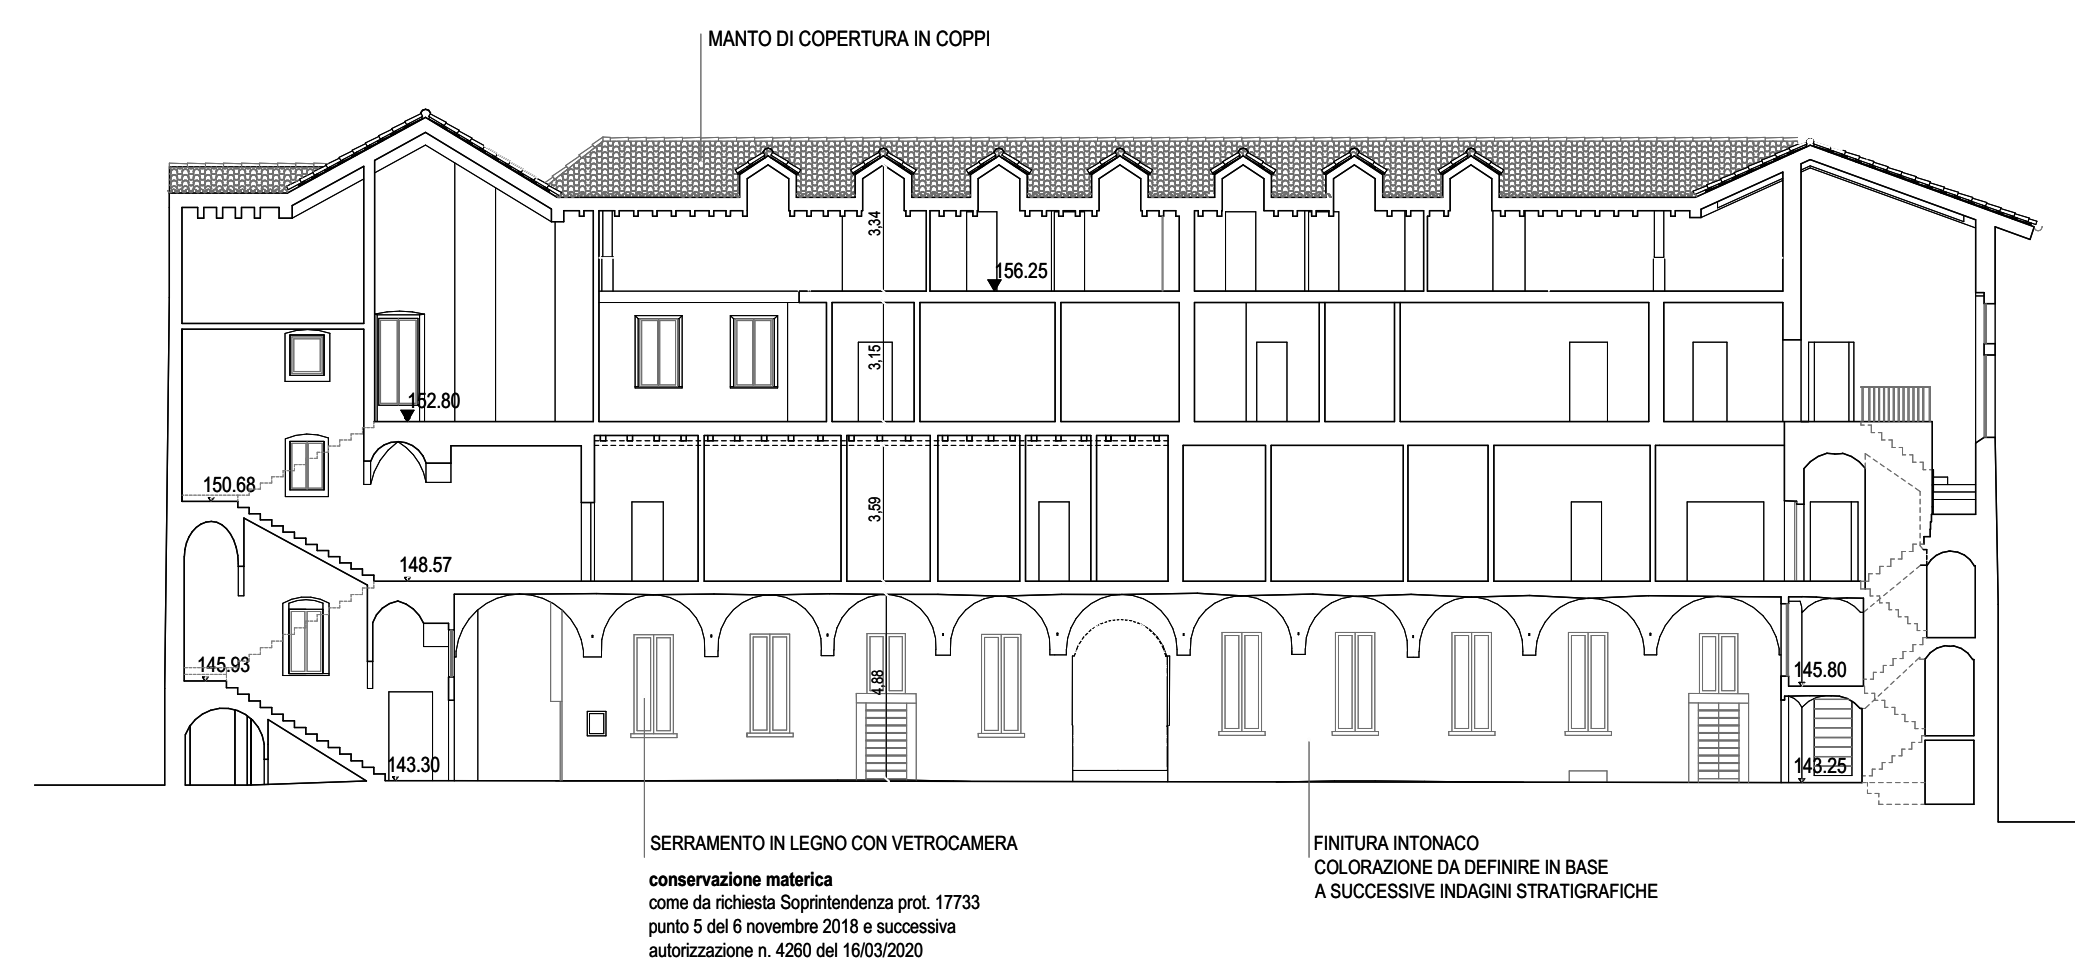 MANTO DI COPERTURA IN COPPI
3,34
156.25
3,15
152.80
150.68
3,59
148.57
145.93
4,88
145.80
143.30
143.25
SERRAMENTO IN LEGNO CON VETROCAMERA
conservazione materica
come da richiesta Soprintendenza prot. 17733
punto 5 del 6 novembre 2018 e successiva
autorizzazione n. 4260 del 16/03/2020
FINITURA INTONACO
COLORAZIONE DA DEFINIRE IN BASE
A SUCCESSIVE INDAGINI STRATIGRAFICHE